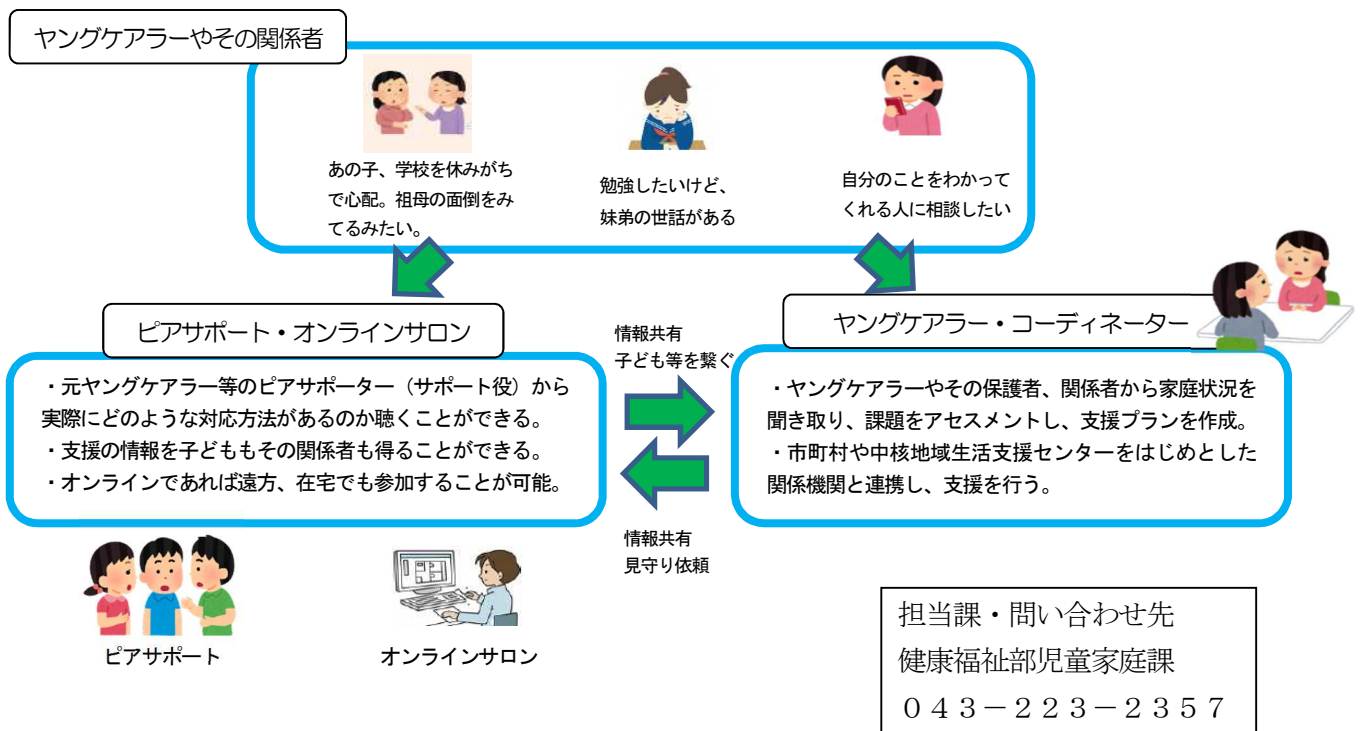 ヤングケアラーやその関係者
あの子、学校を休みがち
で心配。祖母の面倒をみ
てるみたい。
勉強したいけど、
妹弟の世話がある
自分のことをわかって
くれる人に相談したい
ピアサポート・オンラインサロン
・元ヤングケアラー等のピアサポーター（サポート役）から
実際にどのような対応方法があるのか聴くことができる。
・支援の情報を子どももその関係者も得ることができる。
・オンラインであれば遠方、在宅でも参加することが可能。
情報共有
子ども等を繋ぐ
情報共有
見守り依頼
ヤングケアラー・コーディネーター
・ヤングケアラーやその保護者、関係者から家庭状況を
聞き取り、課題をアセスメントし、支援プランを作成。
・市町村や中核地域生活支援センターをはじめとした
関係機関と連携し、支援を行う。
ピアサポート
オンラインサロン
担当課・問い合わせ先
健康福祉部児童家庭課
０４３－２２３－２３５７